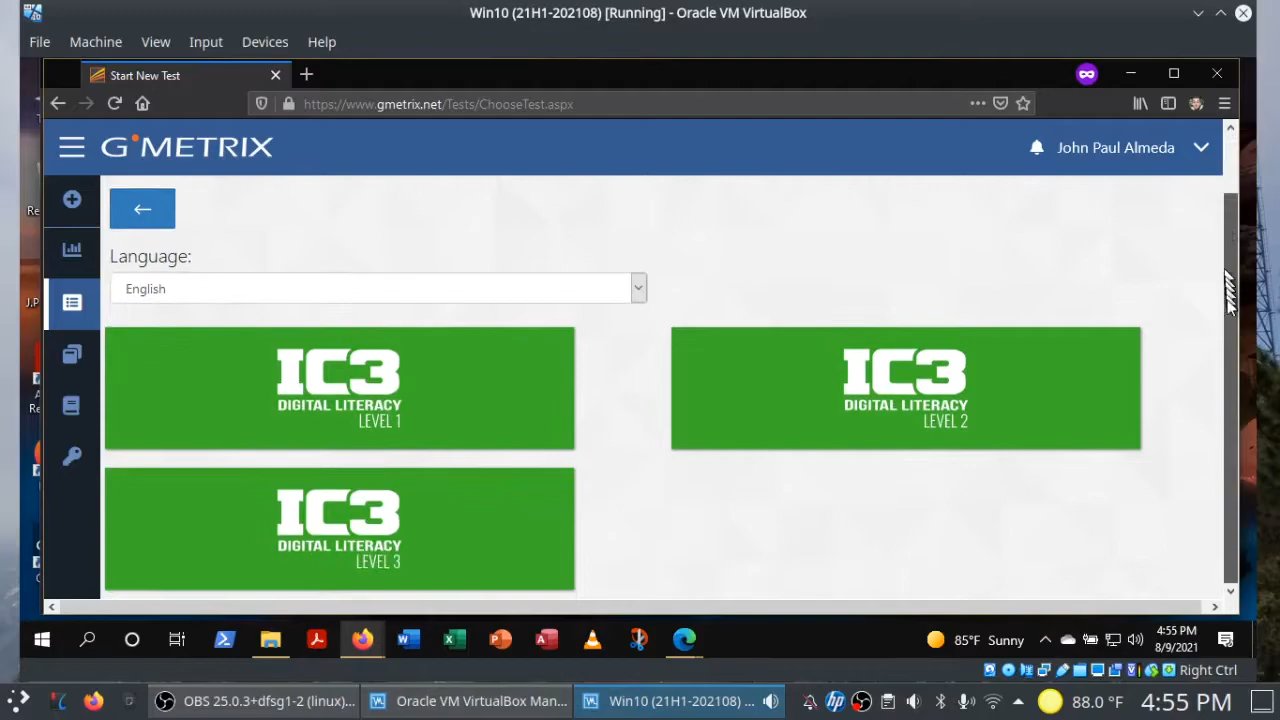 Win10 (21H1-202108) [Running] - Oracle VM VirtualBox
File Machine View Input Devices Help
Start New Test
https://www.gmetrix.net/Tests/ChooseTest.aspx
G METRIX
John Paul Almeda
Re
Language:
English
IC3
DIGITAL LITERACY
LEVEL 1
IC3
DIGITAL LITERACY
LEVEL 2
J.P
IC3
DIGITAL LITERACY
LEVEL 3
A
Re
85°F Sunny
4:55 PM
8/9/2021
Right Ctrl
OBS 25.0.3+dfsg1-2 (linux)...
Oracle VM VirtualBox Man...
Win10 (21H1-202108) ...
88.0 °F
4:55 PM